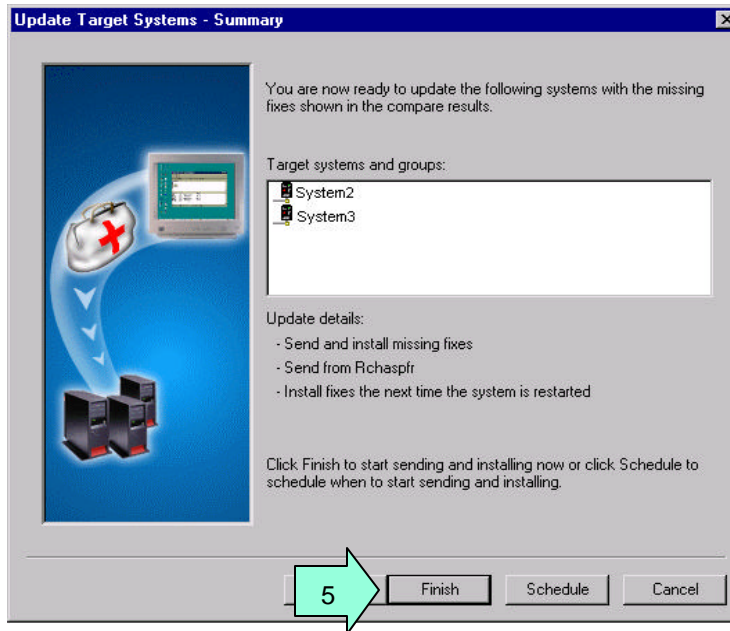 Update Target Systems - Summary
You are now ready to update the following systems with the missing
fixes shown in the compare results.
Target systems and groups:
System2
System3
Update details:
- Send and install missing fixes
- Send from Rchaspfr
- Install fixes the next time the system is restarted
Click Finish to start sending and installing now or click Schedule to
schedule when to start sending and installing.
5
Finish
Schedule
Cancel